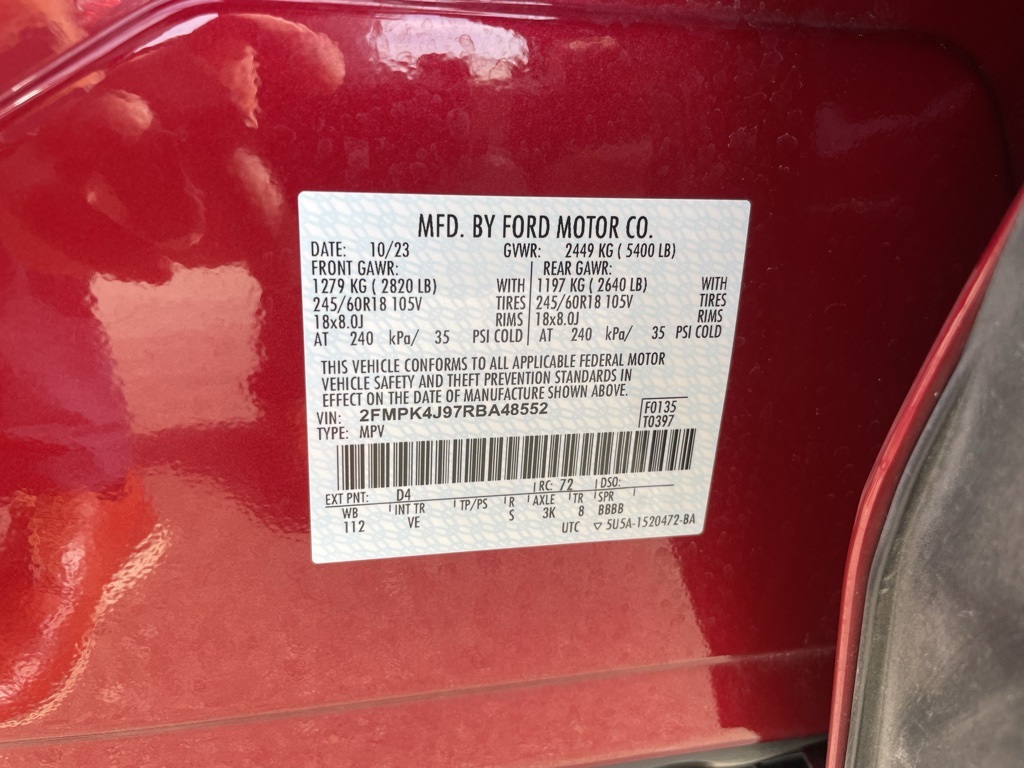 MFD. BY FORD MOTOR CO.
DATE: 10/23 GVWR: 2449 KG ( 5400 LB)
FRONT GAWR: REAR GAWR:
1279 KG ( 2820 LB) WITH 1197 KG ( 2640 LB) WITH
245/60R18 105V TIRES 245/60R18 105V TIRES
18x8.0J RIMS 18x8.0J RIMS
AT 240 kPa/ 35 PSI COLD AT 240 kPa/ 35 PSI COLD
THIS VEHICLE CONFORMS TO ALL APPLICABLE FEDERAL MOTOR
VEHICLE SAFETY AND THEFT PREVENTION STANDARDS IN
EFFECT ON THE DATE OF MANUFACTURE SHOWN ABOVE.
VIN: 2FMPK4J97RBA48552 F0135
TYPE: MPV T0397
EXT PNT: D4 RC: 72 DSO:
WB INT TR TP/PS R AXLE TR SPR
112 VE S 3K 8 BBBB
UTC ▽ 5U5A-1520472-BA